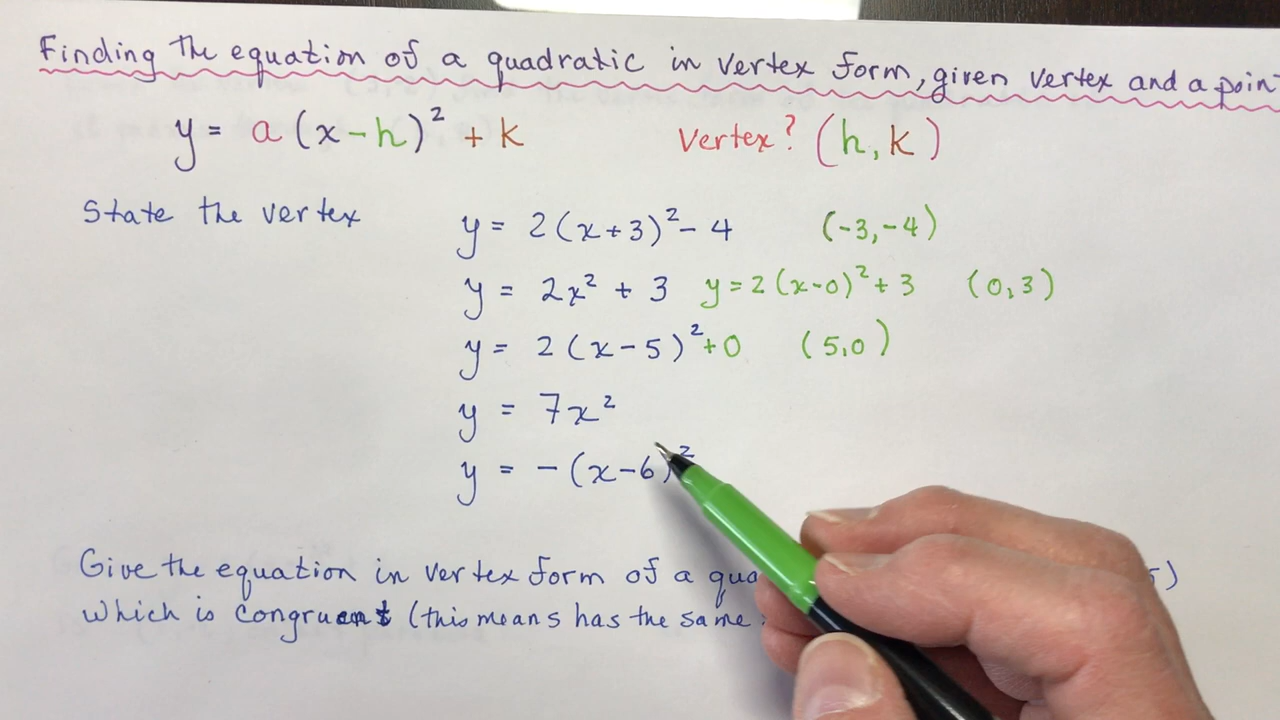 Finding the equation of a quadratic in vertex form, given vertex and a poin
y = a (x-h)² + k Vertex? (h, k)
State the vertex y = 2(x+3)² - 4 (-3,-4)
y = 2x² + 3 y = 2(x-0)² + 3 (0,3)
y = 2(x-5)² +0 (5,0)
y = 7x²
y = -(x-6)²
Give the equation in vertex form of a qua )
which is congruent (this means has the same